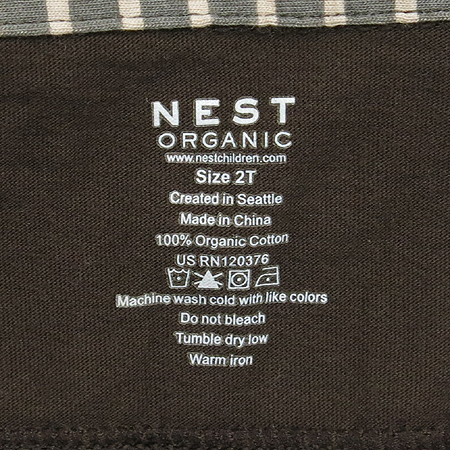 NEST
ORGANIC
www.nestchildren.com
Size 2T
Created in Seattle
Made in China
100% Organic Cotton
US RN120376
Machine wash cold with like colors
Do not bleach
Tumble dry low
Warm iron